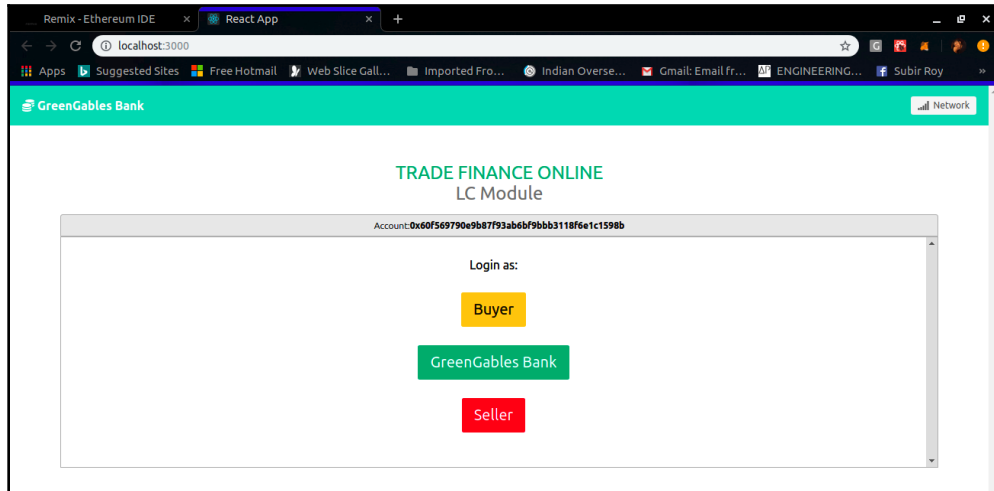 Remix - Ethereum IDE × React App × +
localhost:3000
Apps Suggested Sites Free Hotmail Web Slice Gall... Imported Fro... Indian Overse... Gmail: Email fr... ENGINEERING... Subir Roy »
GreenGables Bank Network
TRADE FINANCE ONLINE
LC Module
Account:0x60f569790e9b87f93ab6bf9bbb3118f6e1c1598b
Login as:
Buyer
GreenGables Bank
Seller